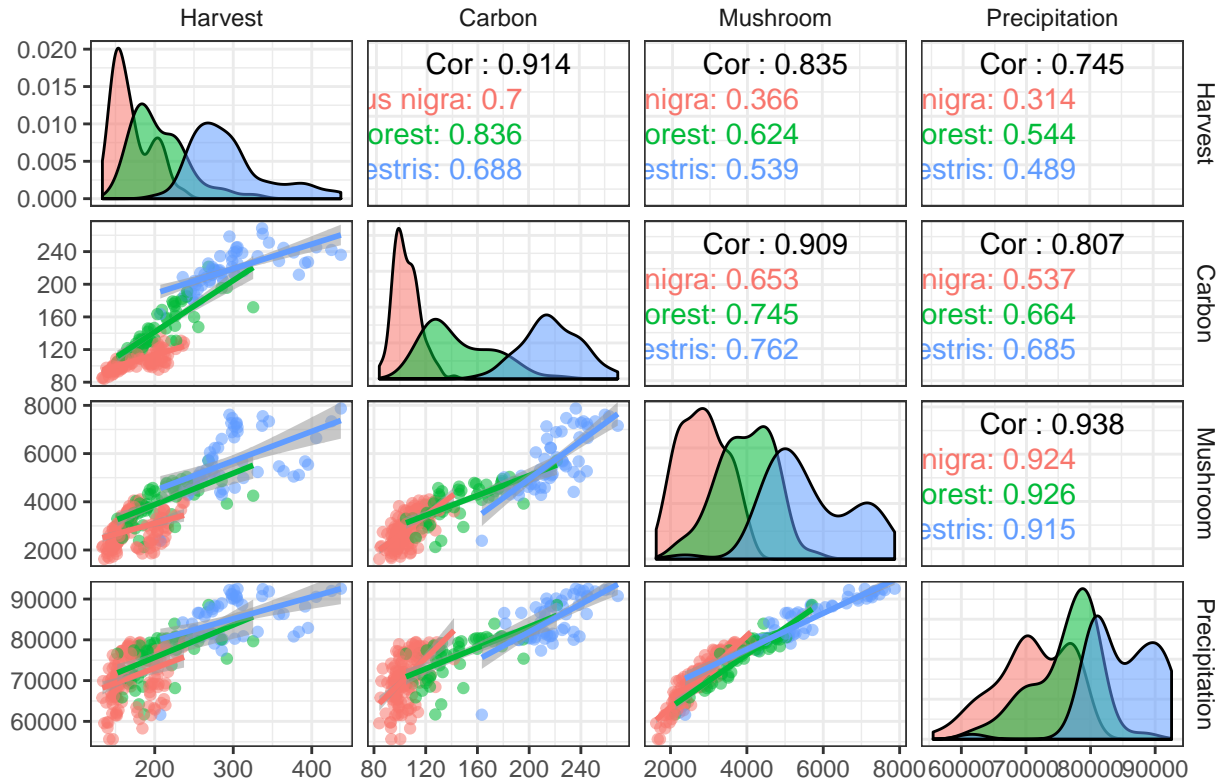 Harvest Carbon Mushroom Precipitation
0.020
0.015
0.010
0.005
0.000
Cor : 0.914
us nigra: 0.7
orest: 0.836
estris: 0.688
Cor : 0.835
nigra: 0.366
orest: 0.624
estris: 0.539
Cor : 0.745
nigra: 0.314
orest: 0.544
estris: 0.489
Harvest
240
200
160
120
80
Cor : 0.909
nigra: 0.653
orest: 0.745
estris: 0.762
Cor : 0.807
nigra: 0.537
orest: 0.664
estris: 0.685
Carbon
8000
6000
4000
2000
Cor : 0.938
nigra: 0.924
orest: 0.926
estris: 0.915
Mushroom
90000
80000
70000
60000
Precipitation
200 300 400 80 120 160 200 240 2000 4000 6000 8000 60000 70000 80000 90000